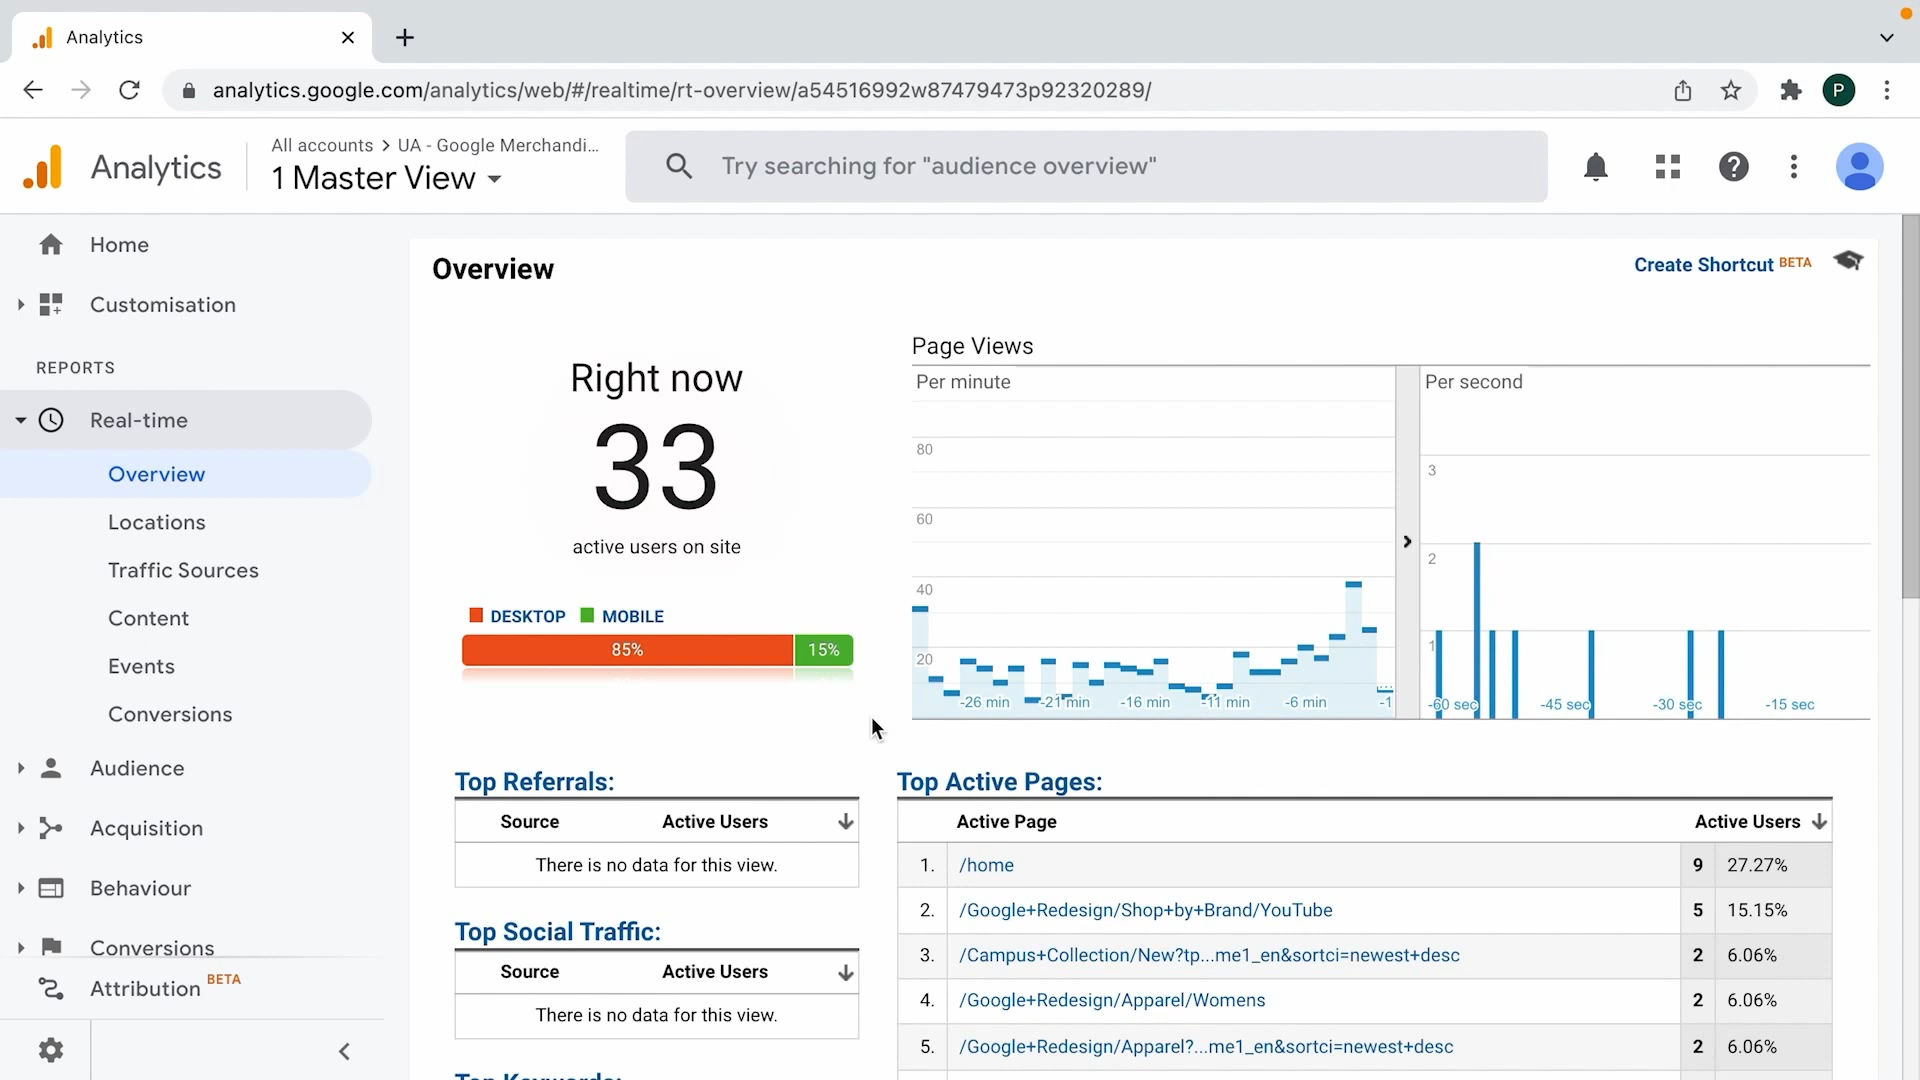 Analytics
analytics.google.com/analytics/web/#/realtime/rt-overview/a54516992w87479473p92320289/
P
Analytics
All accounts > UA - Google Merchandi...
1 Master View
Try searching for "audience overview"
Home
Customisation
REPORTS
Real-time
Overview
Locations
Traffic Sources
Content
Events
Conversions
Audience
Acquisition
Behaviour
Conversions
Attribution BETA
Overview
Create Shortcut BETA
Right now
33
active users on site
DESKTOP MOBILE
85% 15%
Page Views
Per minute
80
60
40
20
-26 min -21 min -16 min -11 min -6 min -1
Per second
3
2
1
-60 sec -45 sec -30 sec -15 sec
Top Referrals:
Source Active Users
There is no data for this view.
Top Social Traffic:
Source Active Users
There is no data for this view.
Top Keywords:
Top Active Pages:
Active Page Active Users
1. /home 9 27.27%
2. /Google+Redesign/Shop+by+Brand/YouTube 5 15.15%
3. /Campus+Collection/New?tp...me1_en&sortci=newest+desc 2 6.06%
4. /Google+Redesign/Apparel/Womens 2 6.06%
5. /Google+Redesign/Apparel?...me1_en&sortci=newest+desc 2 6.06%